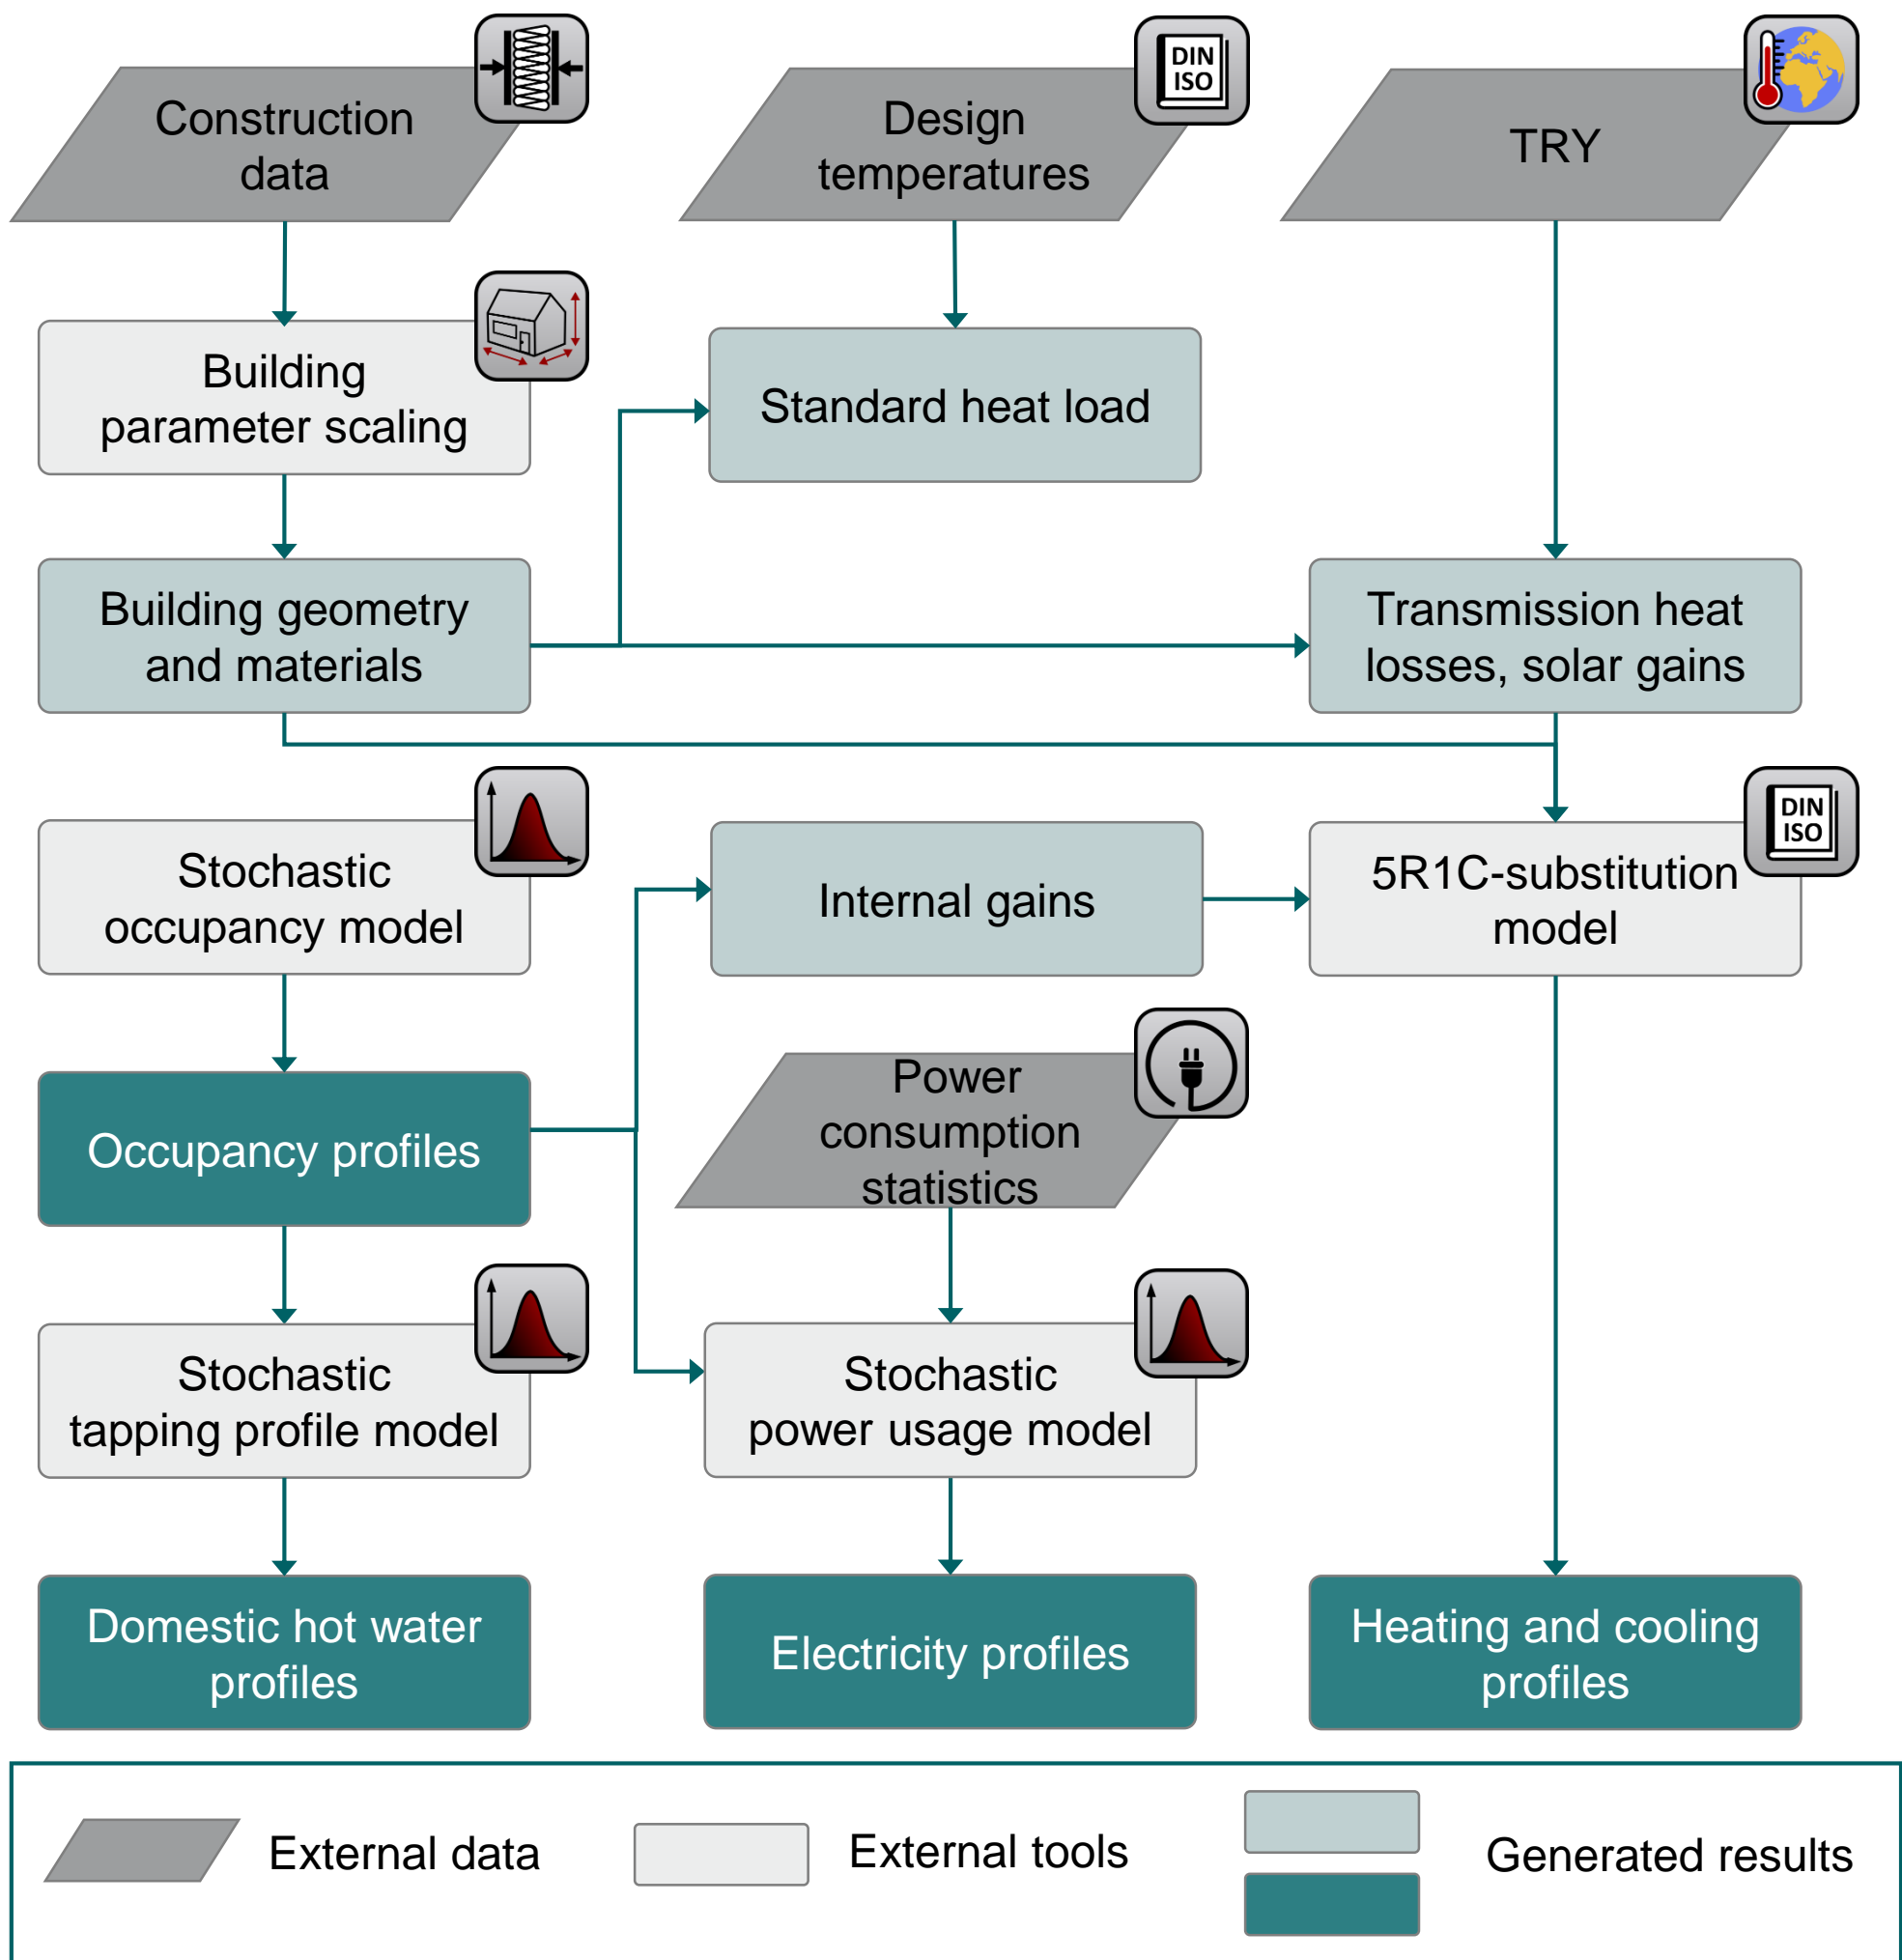 Construction
data
DIN
ISO
Design
temperatures
TRY
Building
parameter scaling
Standard heat load
Building geometry
and materials
Transmission heat
losses, solar gains
Stochastic
occupancy model
Internal gains
DIN
ISO
5R1C-substitution
model
Occupancy profiles
Power
consumption
statistics
Stochastic
tapping profile model
Stochastic
power usage model
Domestic hot water
profiles
Electricity profiles
Heating and cooling
profiles
External data
External tools
Generated results